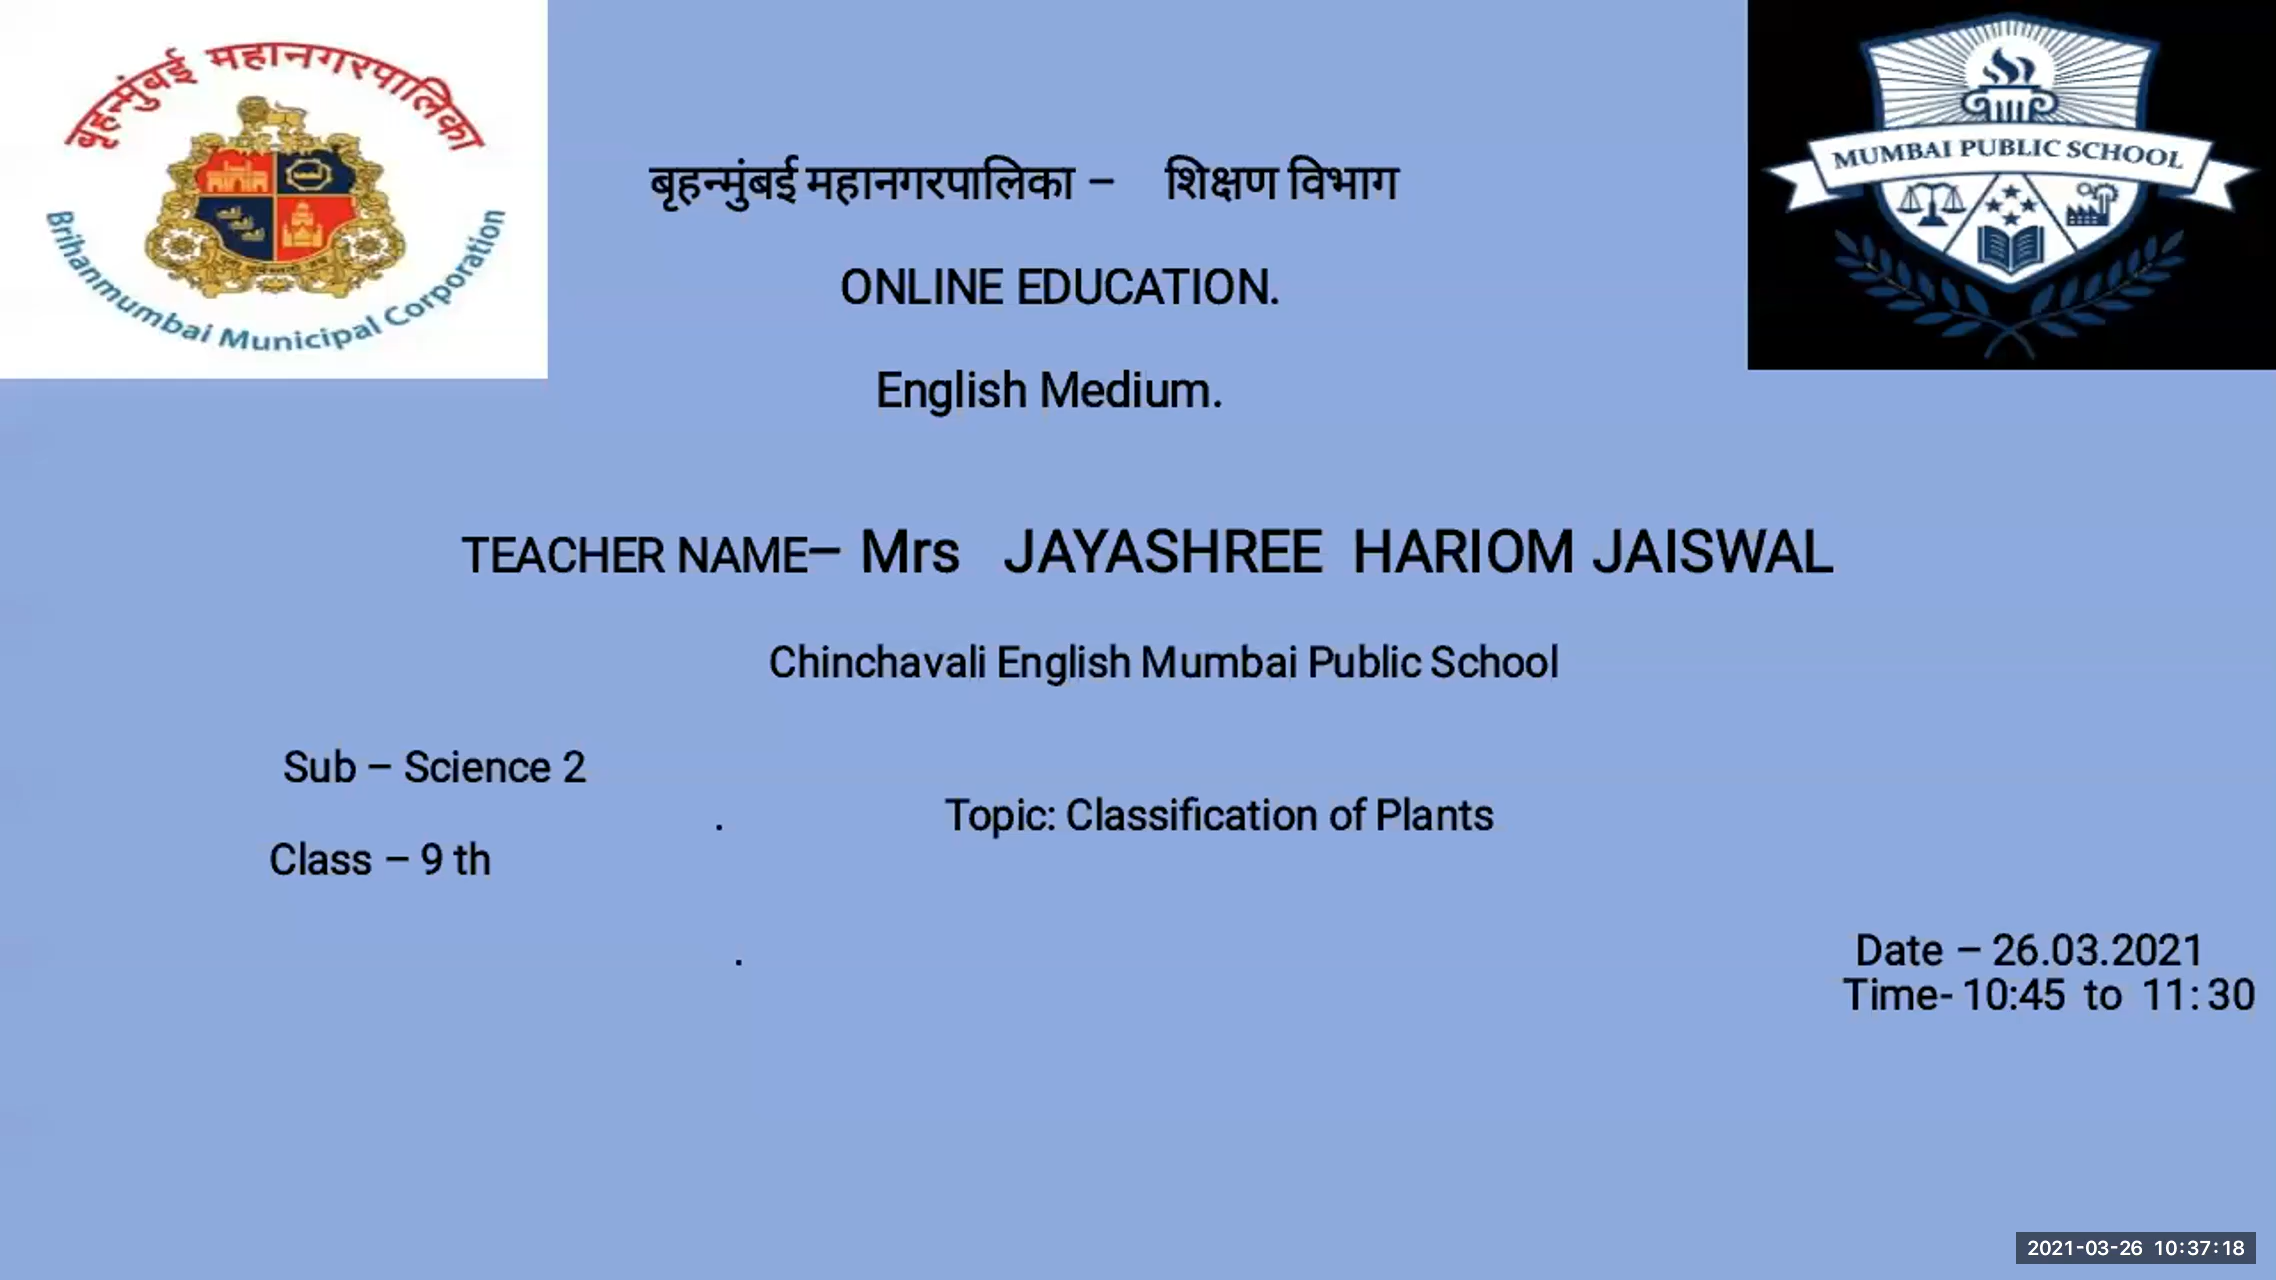 बृहन्मुंबई महानगरपालिका
Brihanmumbai Municipal Corporation
MUMBAI PUBLIC SCHOOL
बृहन्मुंबई महानगरपालिका – शिक्षण विभाग
ONLINE EDUCATION.
English Medium.
TEACHER NAME– Mrs JAYASHREE HARIOM JAISWAL
Chinchavali English Mumbai Public School
Sub – Science 2
. Topic: Classification of Plants
Class – 9 th
.
Date – 26.03.2021
Time- 10:45 to 11:30
2021-03-26 10:37:18